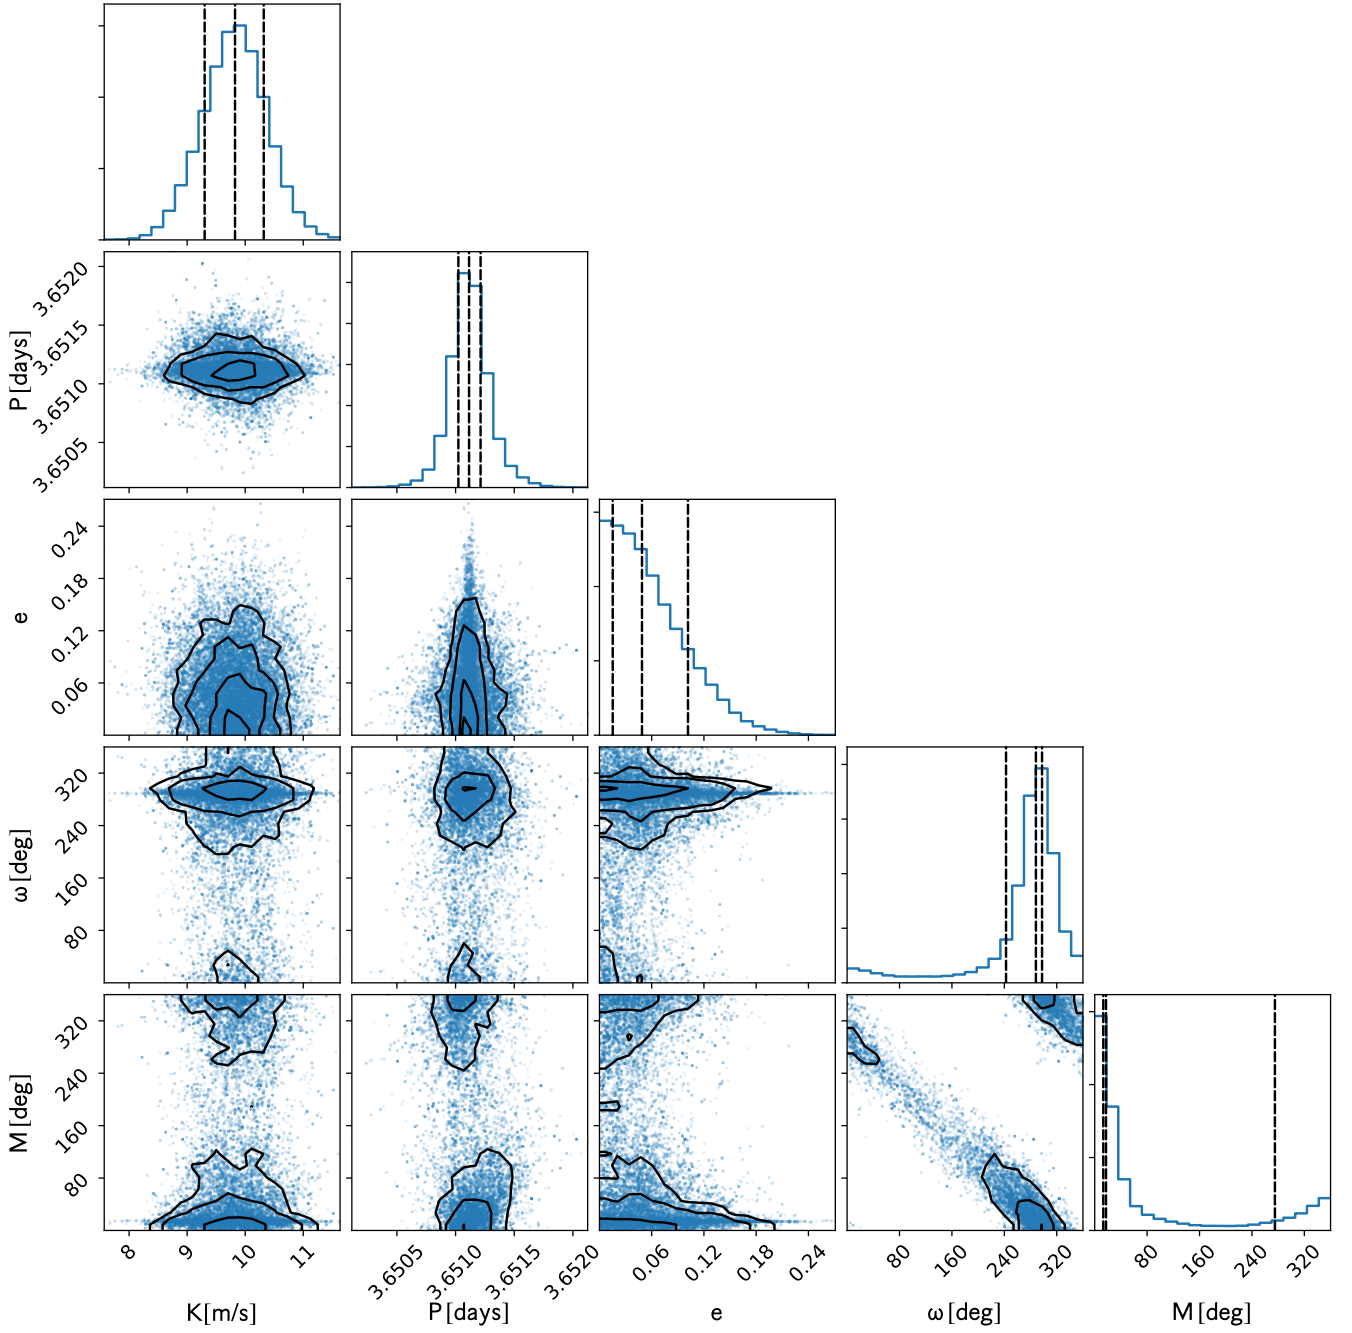 3.6520
3.6515
3.6510
3.6505
P [days]
0.24
0.18
0.12
0.06
e
320
240
160
80
ω [deg]
320
240
160
80
M [deg]
8 9 10 11
3.6505 3.6510 3.6515 3.6520
0.06 0.12 0.18 0.24
80 160 240 320
80 160 240 320
K[m/s] P [days] e ω [deg] M [deg]